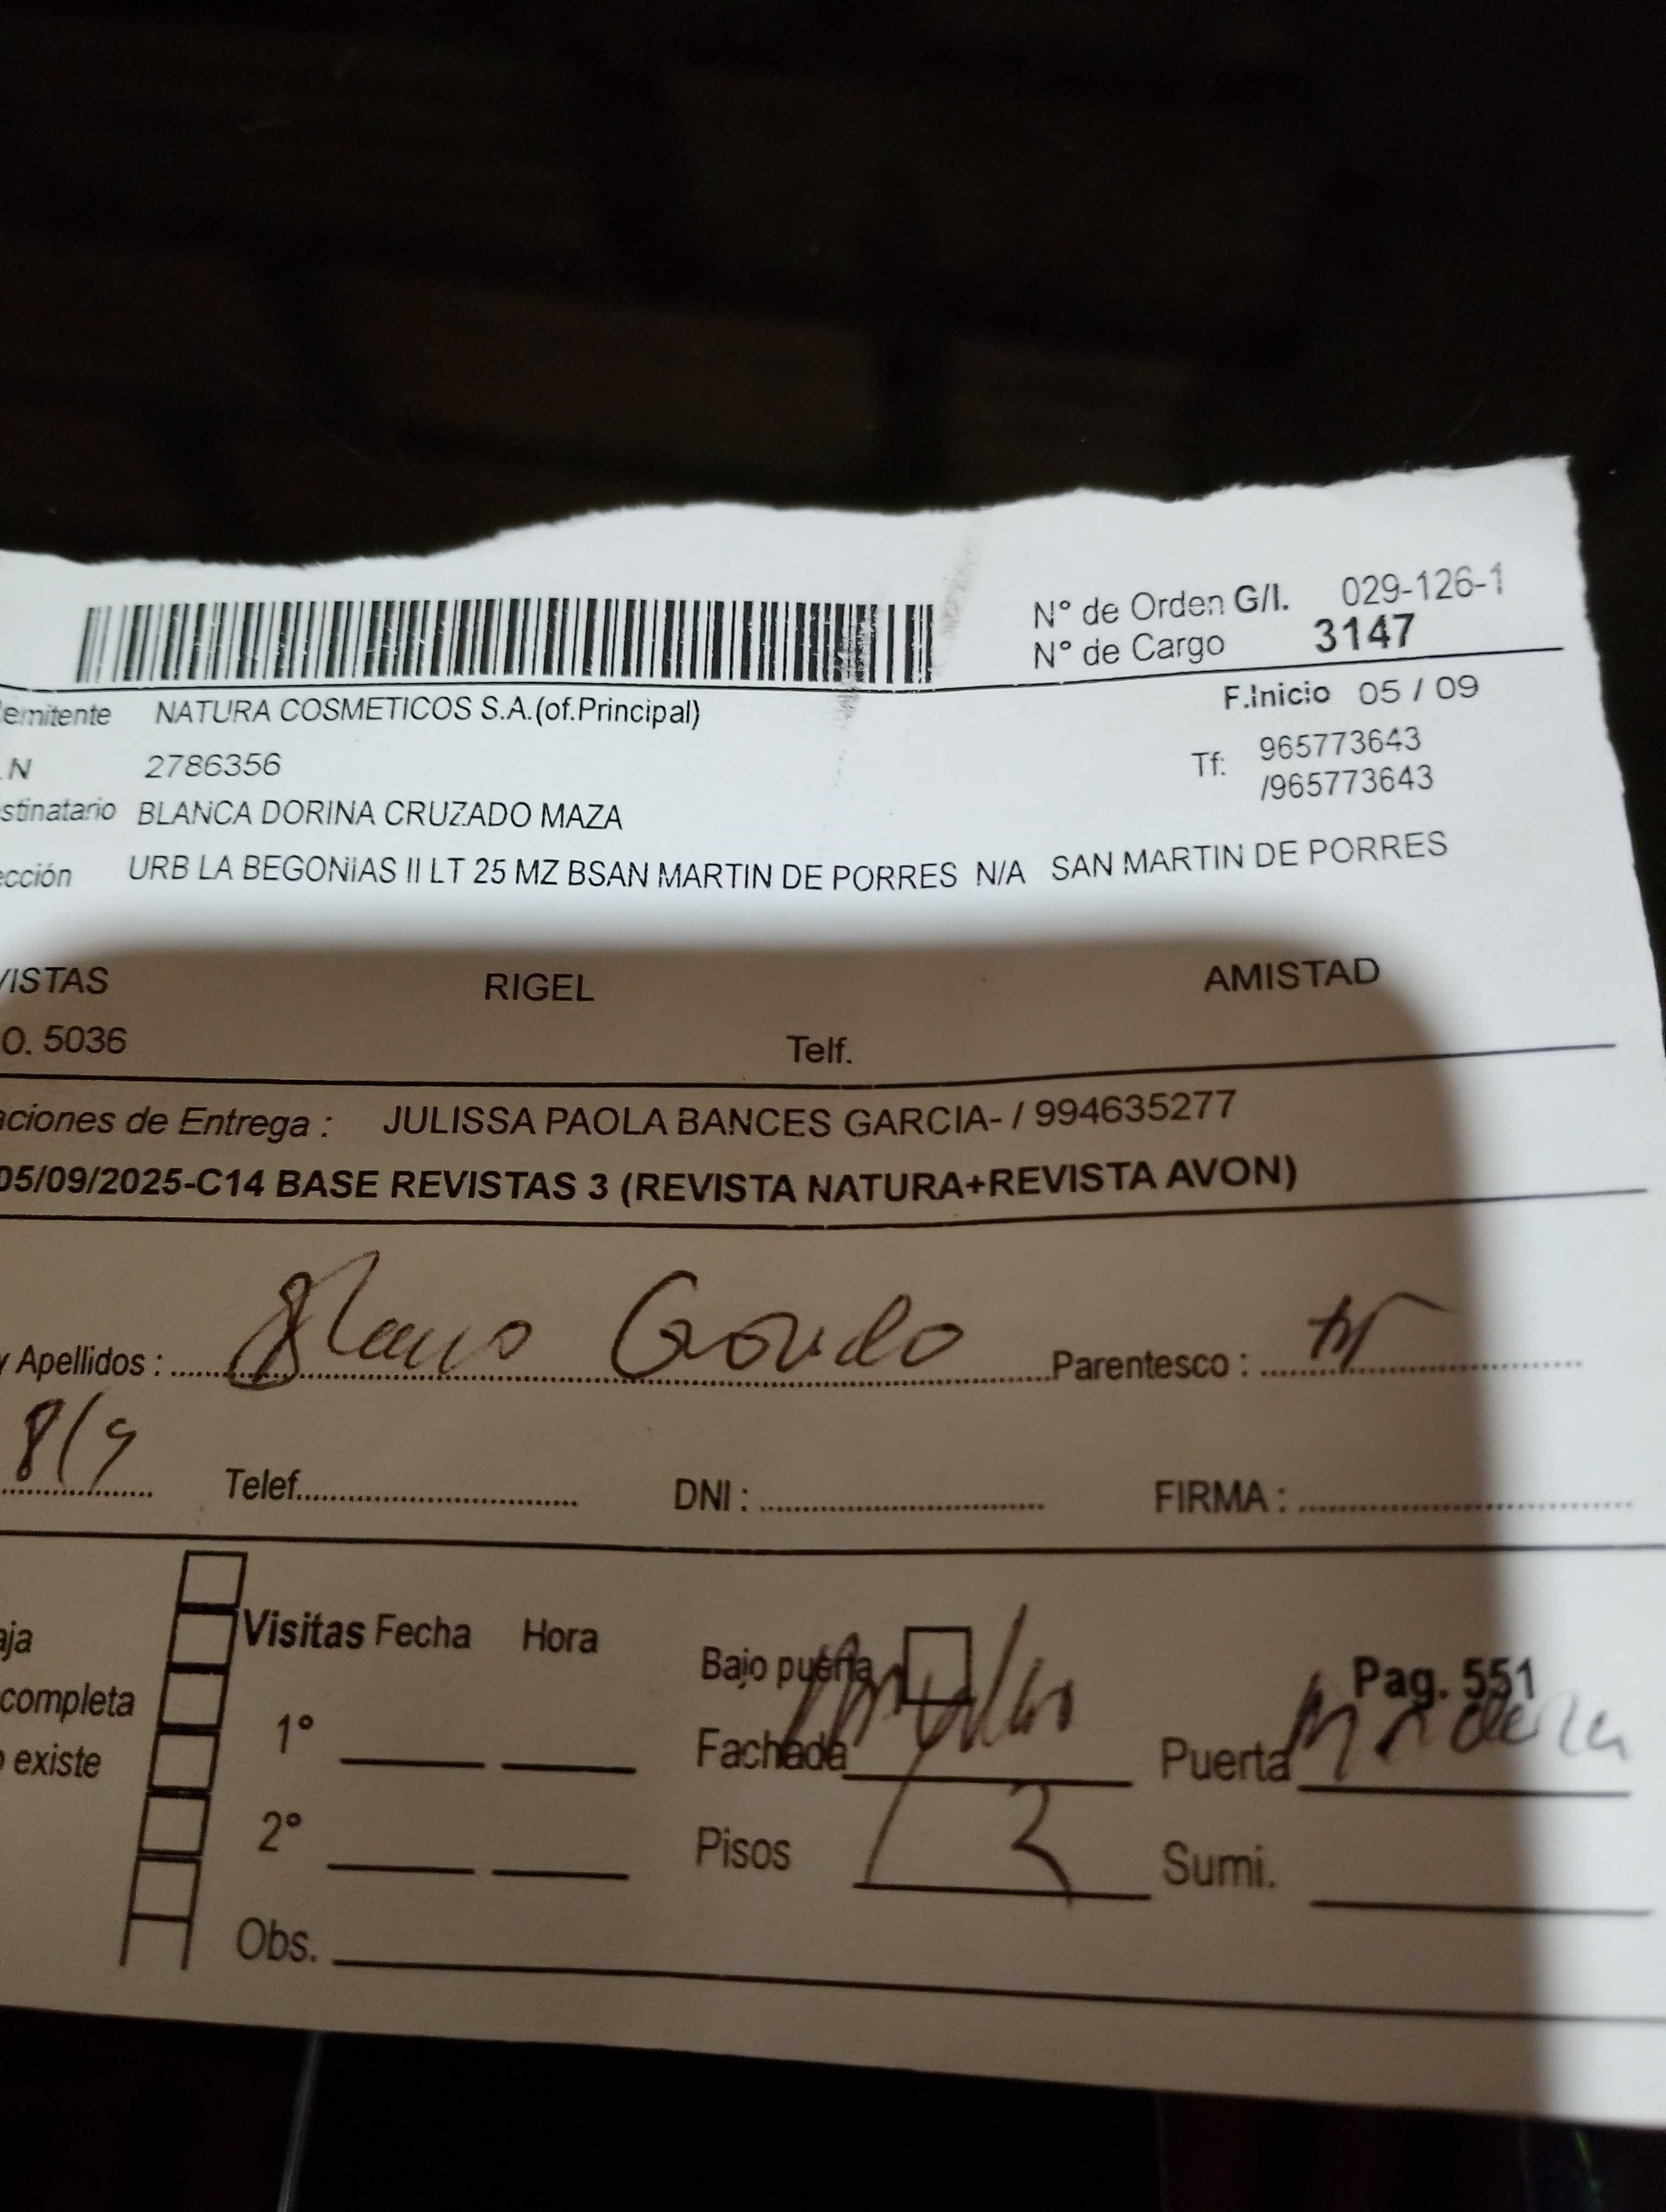 N° de Orden G/I. 029-126-1
N° de Cargo 3147
emitente NATURA COSMETICOS S.A.(of.Principal) F.Inicio 05 / 09
.N 2786356 Tf: 965773643
/965773643
stinatario BLANCA DORINA CRUZADO MAZA
ección URB LA BEGONIAS II LT 25 MZ BSAN MARTIN DE PORRES N/A SAN MARTIN DE PORRES
VISTAS RIGEL AMISTAD
O. 5036 Telf.
aciones de Entrega : JULISSA PAOLA BANCES GARCIA- / 994635277
05/09/2025-C14 BASE REVISTAS 3 (REVISTA NATURA+REVISTA AVON)
y Apellidos : Parentesco :
8/9 Telef. DNI : FIRMA :
aja Visitas Fecha Hora Bajo puerta Pag. 551
completa 1° Fachada Puerta Madera
existe
2° Pisos 3 Sumi.
Obs.